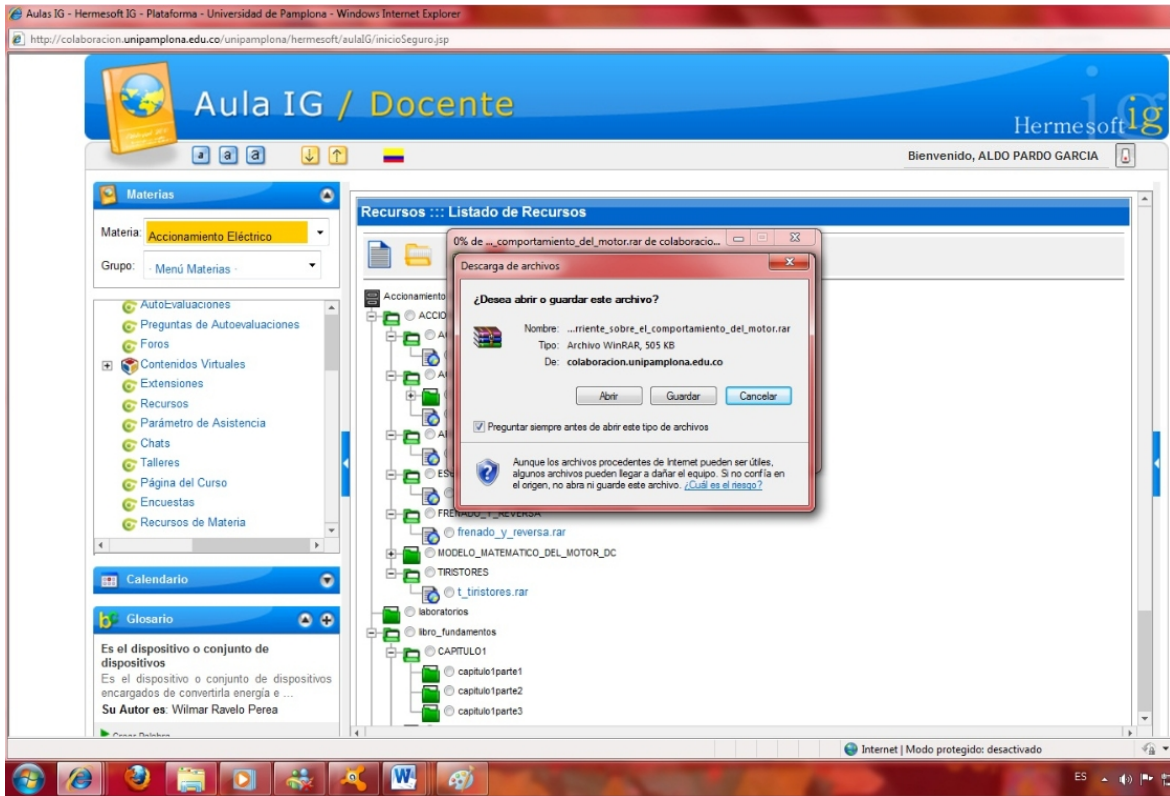 Aulas IG - Hermesoft IG - Plataforma - Universidad de Pamplona - Windows Internet Explorer
http://colaboracion.unipamplona.edu.co/unipamplona/hermesoft/aulaIG/inicioSeguro.jsp
Aula IG / Docente
Hermesoft ig
a a a
Bienvenido, ALDO PARDO GARCIA
Materias
Materia: Accionamiento Eléctrico
Grupo: - Menú Materias -
AutoEvaluaciones
Preguntas de Autoevaluaciones
Foros
Contenidos Virtuales
Extensiones
Recursos
Parámetro de Asistencia
Chats
Talleres
Página del Curso
Encuestas
Recursos de Materia
Calendario
Glosario
Es el dispositivo o conjunto de
dispositivos
Es el dispositivo o conjunto de dispositivos
encargados de convertirla energía e ...
Su Autor es: Wilmar Ravelo Perea
Recursos ::: Listado de Recursos
Accionamiento
ACCIO
FRENADO_Y_REVERSA
frenado_y_reversa.rar
MODELO_MATEMATICO_DEL_MOTOR_DC
TIRISTORES
t_tiristores.rar
laboratorios
libro_fundamentos
CAPITULO1
capitulo1parte1
capitulo1parte2
capitulo1parte3
0% de ..._comportamiento_del_motor.rar de colaboracio...
Descarga de archivos
¿Desea abrir o guardar este archivo?
Nombre: ...rriente_sobre_el_comportamiento_del_motor.rar
Tipo: Archivo WinRAR, 505 KB
De: colaboracion.unipamplona.edu.co
Abrir Guardar Cancelar
Preguntar siempre antes de abrir este tipo de archivos
Aunque los archivos procedentes de Internet pueden ser útiles,
algunos archivos pueden llegar a dañar el equipo. Si no confía en
el origen, no abra ni guarde este archivo. ¿Cuál es el riesgo?
Internet | Modo protegido: desactivado
ES